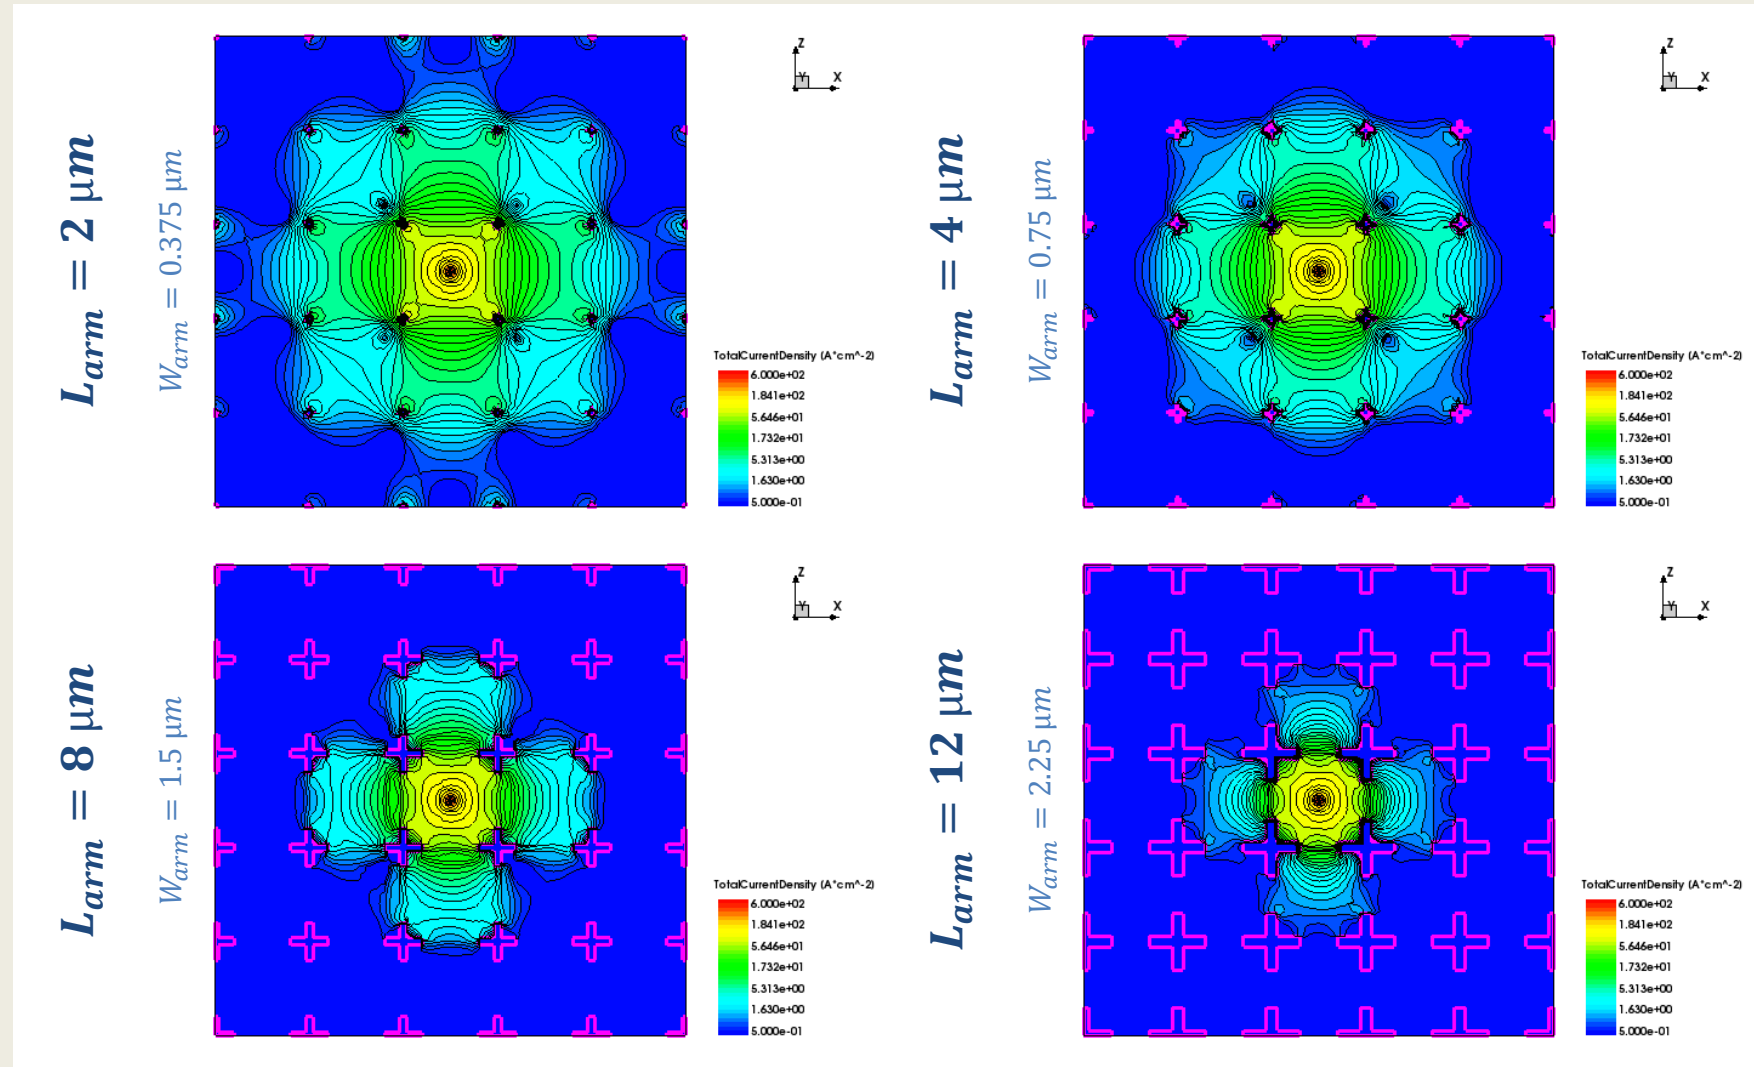 L_arm = 2 μm
W_arm = 0.375 μm
Z
Y
X
TotalCurrentDensity (A*cm^-2)
6.000e+02
1.841e+02
5.646e+01
1.732e+01
5.313e+00
1.630e+00
5.000e-01
L_arm = 4 μm
W_arm = 0.75 μm
Z
Y
X
TotalCurrentDensity (A*cm^-2)
6.000e+02
1.841e+02
5.646e+01
1.732e+01
5.313e+00
1.630e+00
5.000e-01
L_arm = 8 μm
W_arm = 1.5 μm
Z
Y
X
TotalCurrentDensity (A*cm^-2)
6.000e+02
1.841e+02
5.646e+01
1.732e+01
5.313e+00
1.630e+00
5.000e-01
L_arm = 12 μm
W_arm = 2.25 μm
Z
Y
X
TotalCurrentDensity (A*cm^-2)
6.000e+02
1.841e+02
5.646e+01
1.732e+01
5.313e+00
1.630e+00
5.000e-01